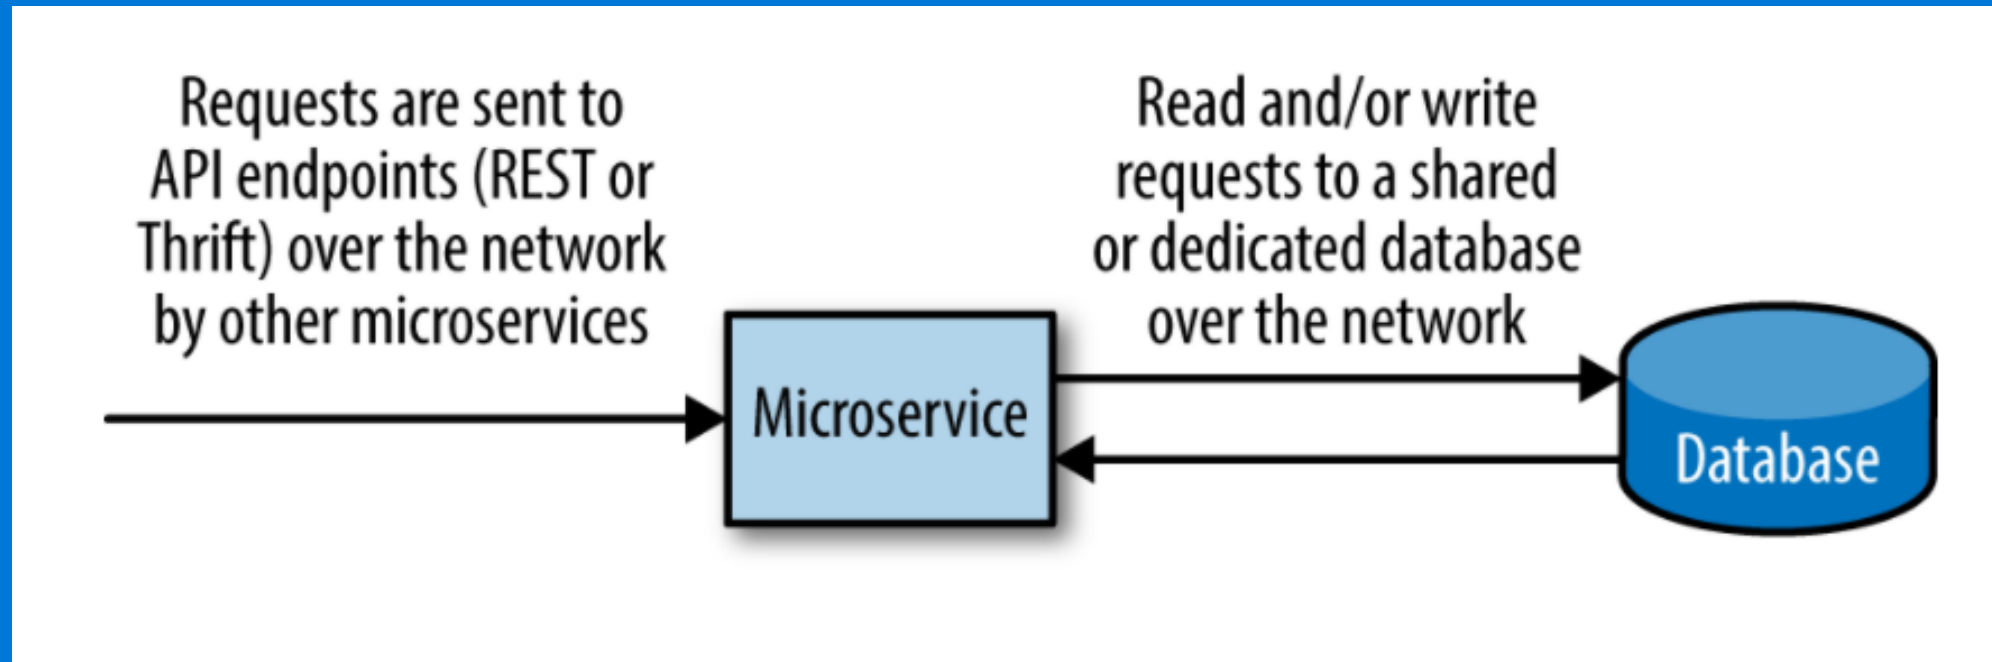 Requests are sent to
API endpoints (REST or
Thrift) over the network
by other microservices
Read and/or write
requests to a shared
or dedicated database
over the network
Microservice
Database